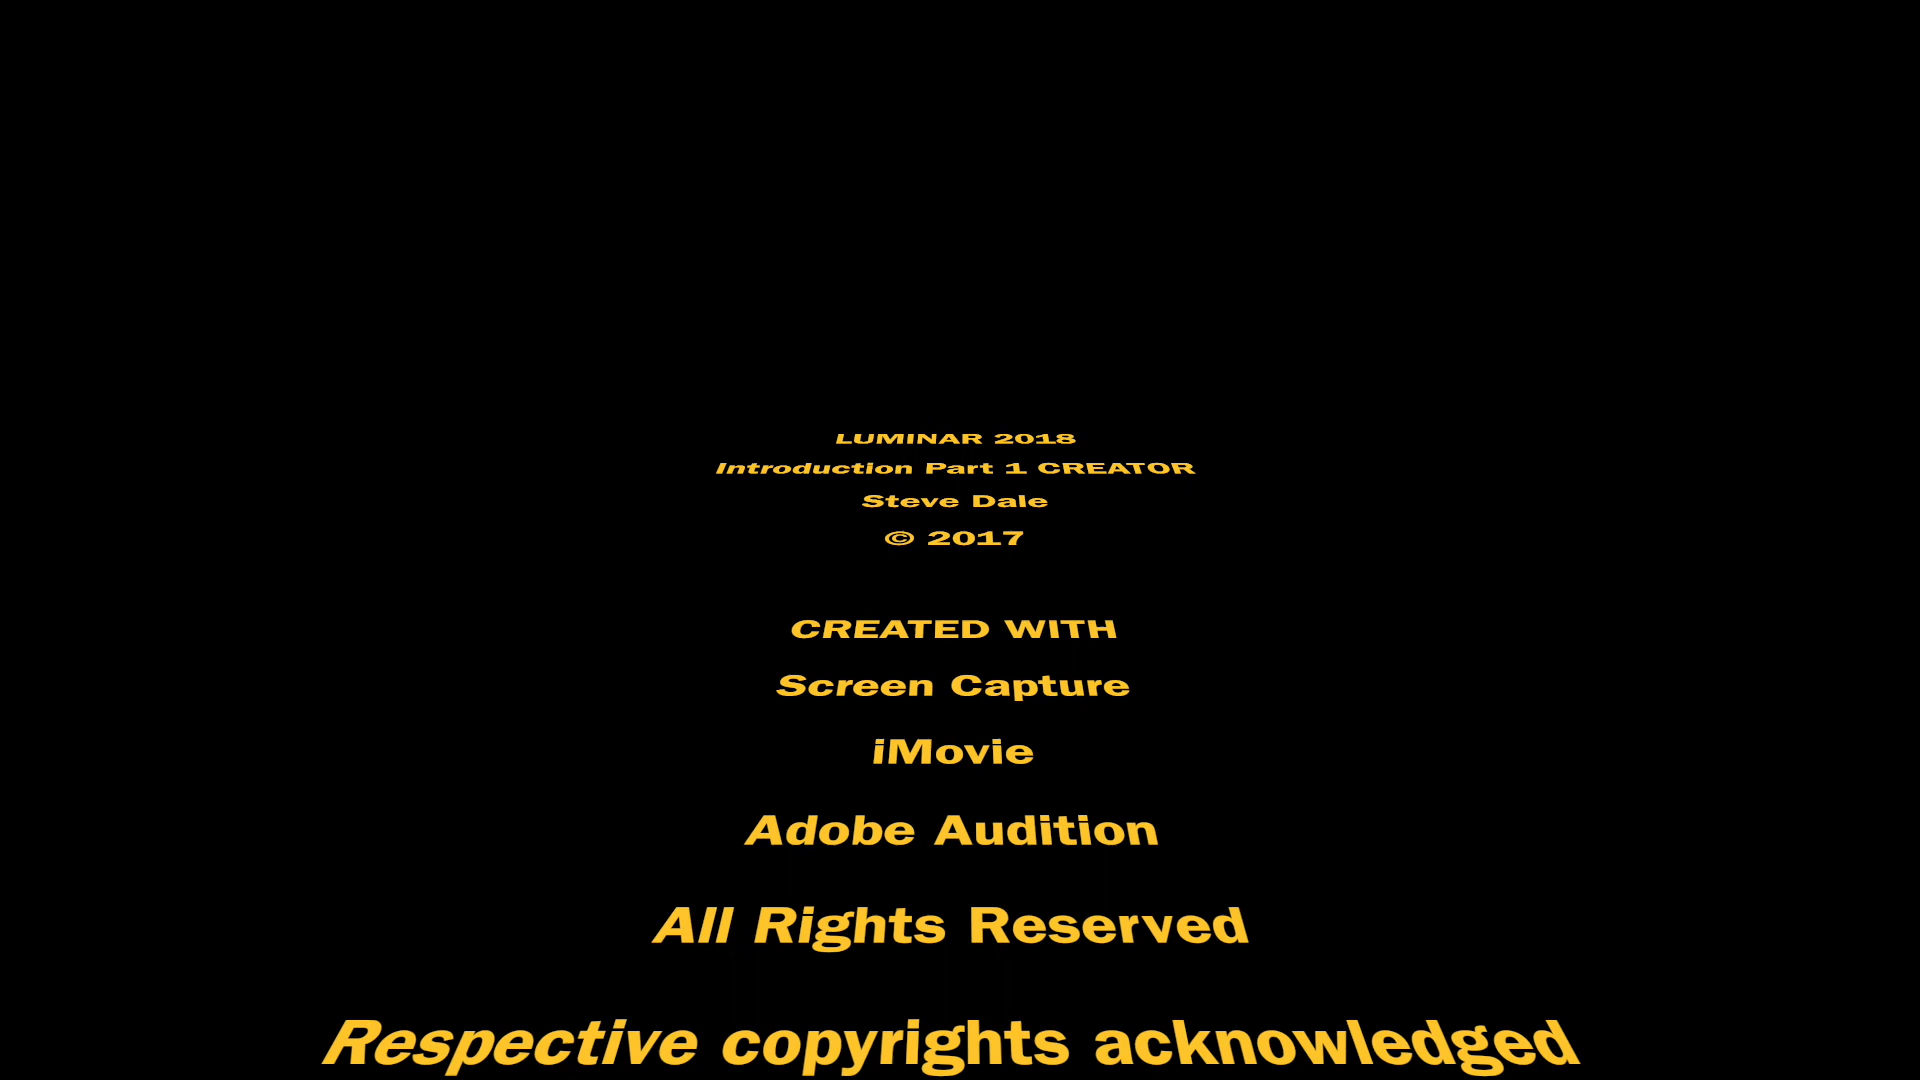 LUMINAR 2018
Introduction Part 1 CREATOR
Steve Dale
© 2017
CREATED WITH
Screen Capture
iMovie
Adobe Audition
All Rights Reserved
Respective copyrights acknowledged